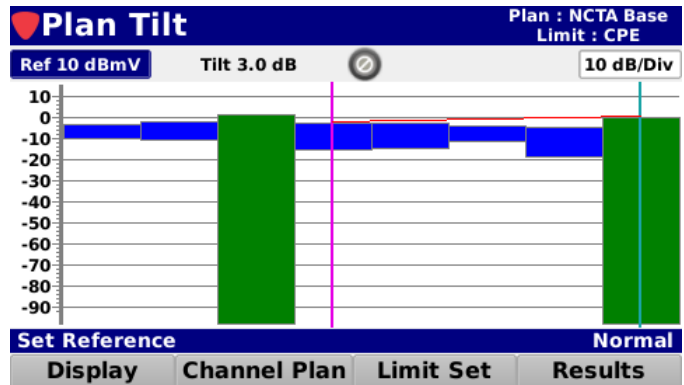 Plan Tilt
Plan : NCTA Base
Limit : CPE
Ref 10 dBmV
Tilt 3.0 dB
10 dB/Div
10
0
-10
-20
-30
-40
-50
-60
-70
-80
-90
Set Reference
Normal
Display
Channel Plan
Limit Set
Results